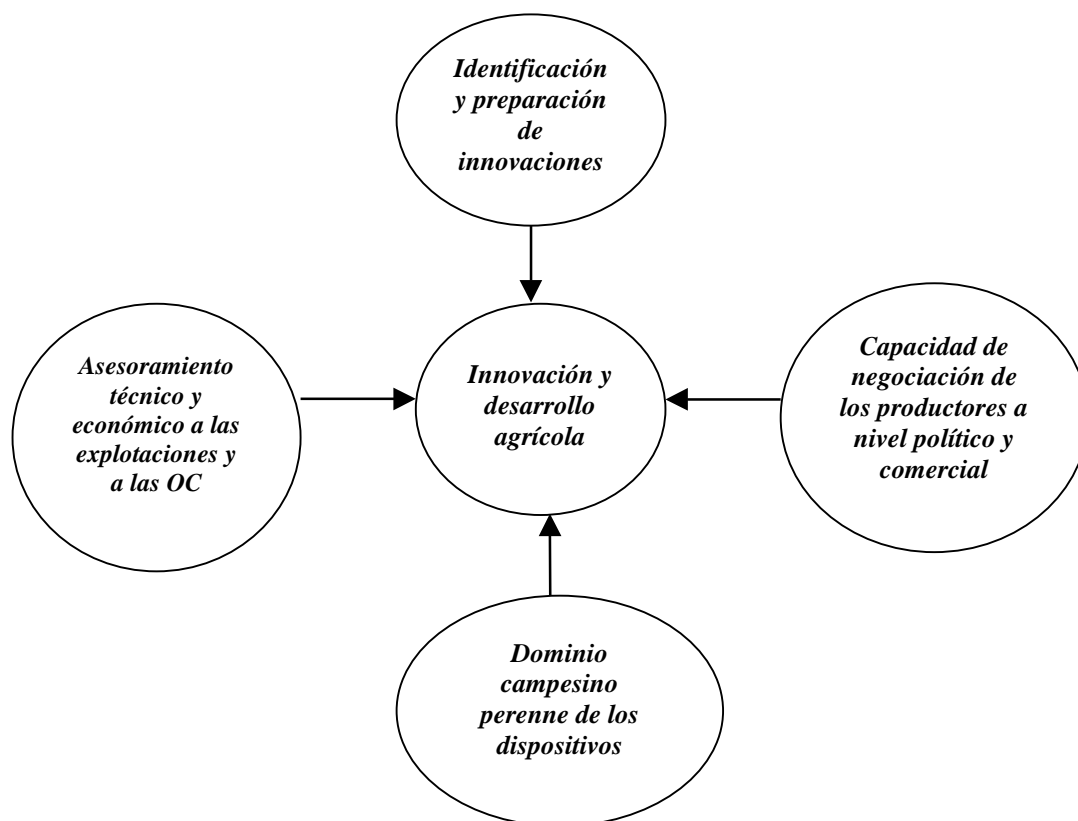 Identificación
y preparación
de
innovaciones
Asesoramiento
técnico y
económico a las
explotaciones y
a las OC
Innovación y
desarrollo
agrícola
Capacidad de
negociación de
los productores a
nivel político y
comercial
Dominio
campesino
perenne de los
dispositivos